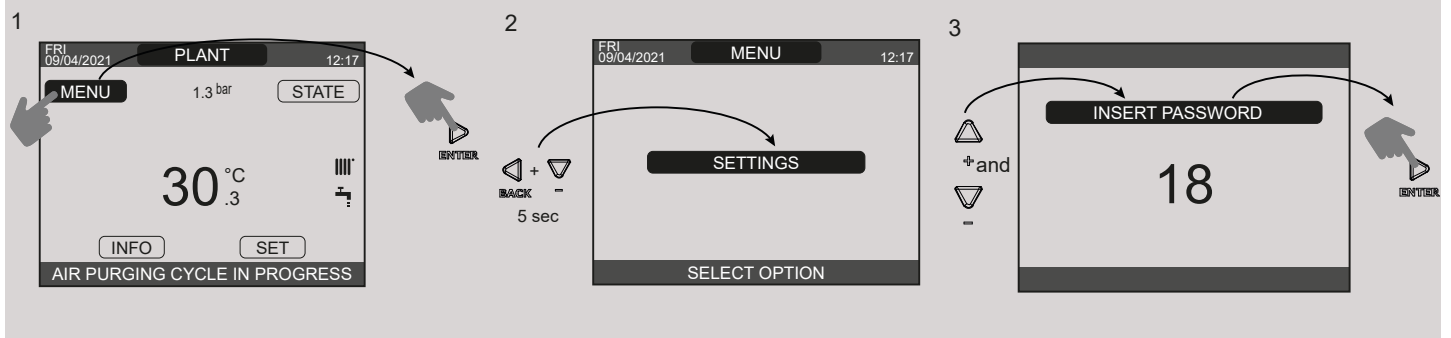 1
FRI
09/04/2021
PLANT
12:17
MENU
1.3 bar
STATE
30 °C
.3
INFO
SET
AIR PURGING CYCLE IN PROGRESS
ENTER
2
BACK
+
-
5 sec
FRI
09/04/2021
MENU
12:17
SETTINGS
SELECT OPTION
3
+and
-
INSERT PASSWORD
18
ENTER